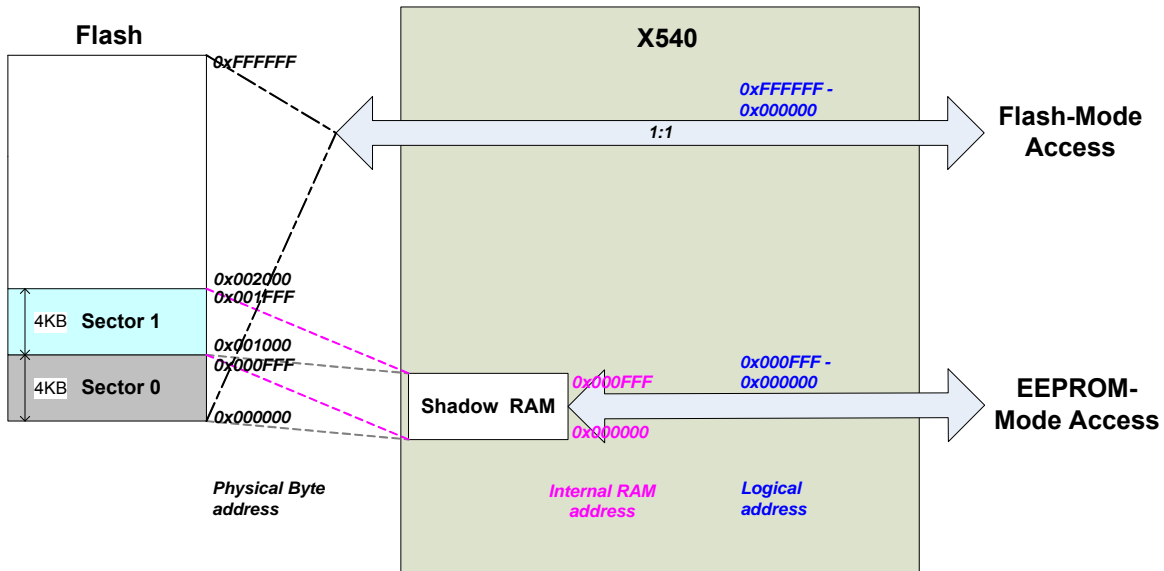 Flash
X540
0xFFFFFF
0xFFFFFF -
0x000000
1:1
Flash-Mode
Access
0x002000
0x001FFF
4KB Sector 1
0x001000
0x000FFF
4KB Sector 0
0x000000
Shadow RAM
0x000FFF
0x000000
0x000FFF -
0x000000
EEPROM-
Mode Access
Physical Byte
address
Internal RAM
address
Logical
address